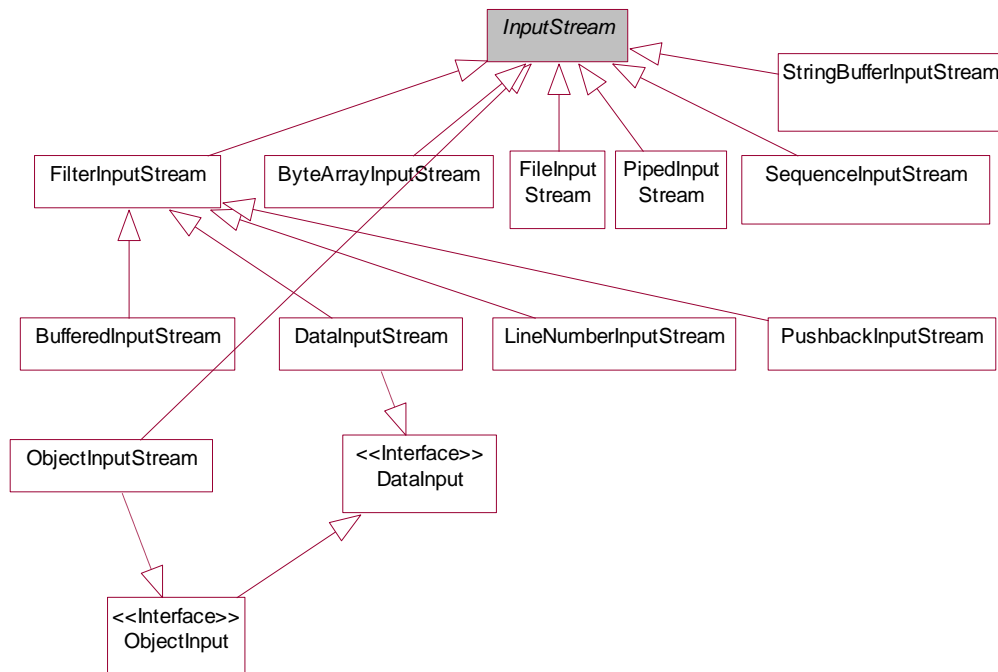 InputStream
StringBufferInputStream
FilterInputStream
ByteArrayInputStream
FileInput
Stream
PipedInput
Stream
SequenceInputStream
BufferedInputStream
DataInputStream
LineNumberInputStream
PushbackInputStream
ObjectInputStream
<<Interface>>
DataInput
<<Interface>>
ObjectInput